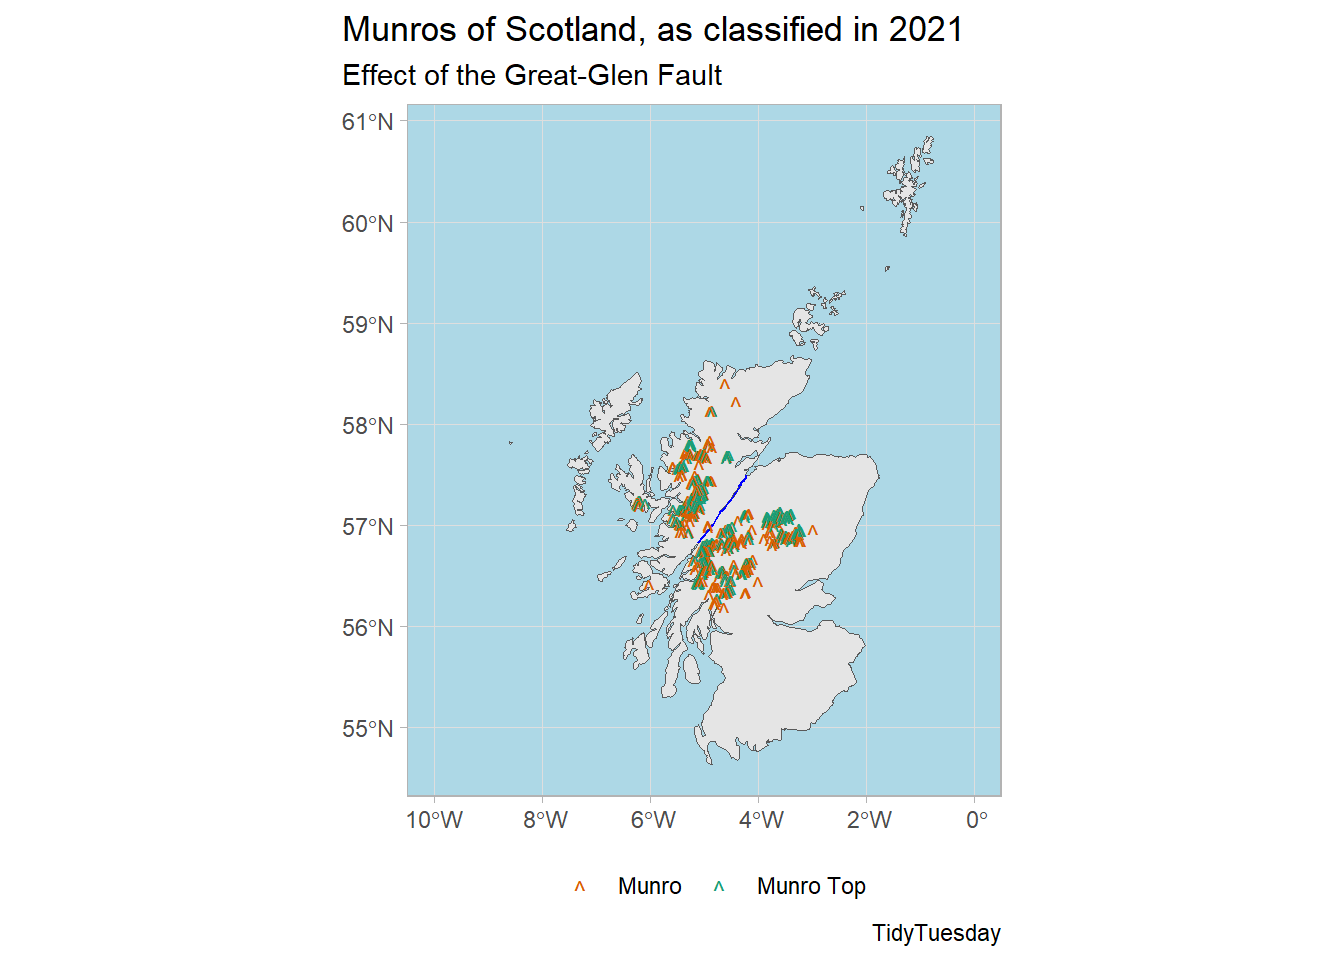 Munros of Scotland, as classified in 2021
Effect of the Great-Glen Fault
61°N
60°N
59°N
58°N
57°N
56°N
55°N
10°W 8°W 6°W 4°W 2°W 0°
^ Munro ^ Munro Top
TidyTuesday